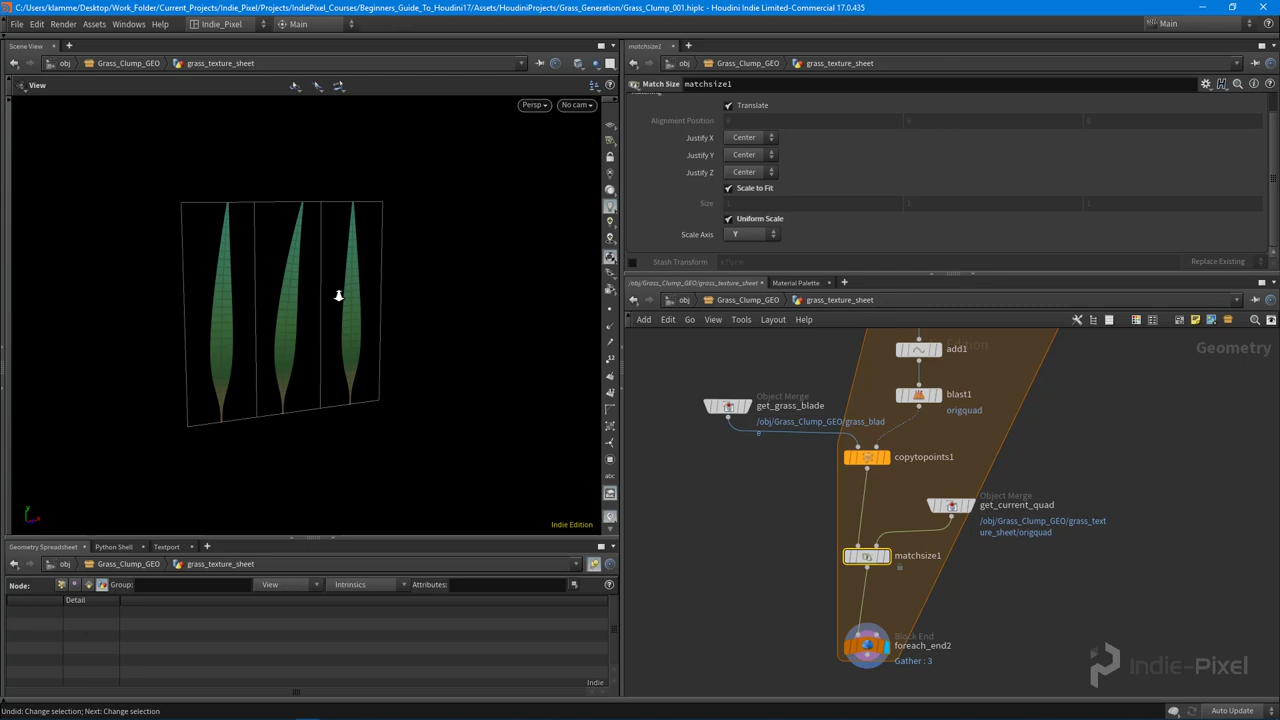 C:/Users/klamme/Desktop/Work_Folder/Current_Projects/Indie_Pixel/Projects/IndiePixel_Courses/Beginners_Guide_To_Houdini17/Assets/HoudiniProjects/Grass_Generation/Grass_Clump_001.hiplc - Houdini Indie Limited-Commercial 17.0.435
File Edit Render Assets Windows Help Indie_Pixel Main Main
Scene View
obj Grass_Clump_GEO grass_texture_sheet
View
Persp No cam
Indie Edition
Geometry Spreadsheet Python Shell Textport
obj Grass_Clump_GEO grass_texture_sheet
Node: Group: View Intrinsics Attributes:
Detail
Indie
matchsize1
obj Grass_Clump_GEO grass_texture_sheet
Match Size matchsize1
Translate
Alignment Position 0 0 0
Justify X Center
Justify Y Center
Justify Z Center
Scale to Fit
Size 1 1 1
Uniform Scale
Scale Axis Y
Stash Transform xform Replace Existing
/obj/Grass_Clump_GEO/grass_texture_sheet Material Palette
obj Grass_Clump_GEO grass_texture_sheet
Add Edit Go View Tools Layout Help
Geometry
add1
Object Merge
get_grass_blade
/obj/Grass_Clump_GEO/grass_blad
e
blast1
origquad
copytopoints1
Object Merge
get_current_quad
/obj/Grass_Clump_GEO/grass_text
ure_sheet/origquad
matchsize1
Block End
foreach_end2
Gather : 3
Indie-Pixel
Undid: Change selection; Next: Change selection
Auto Update